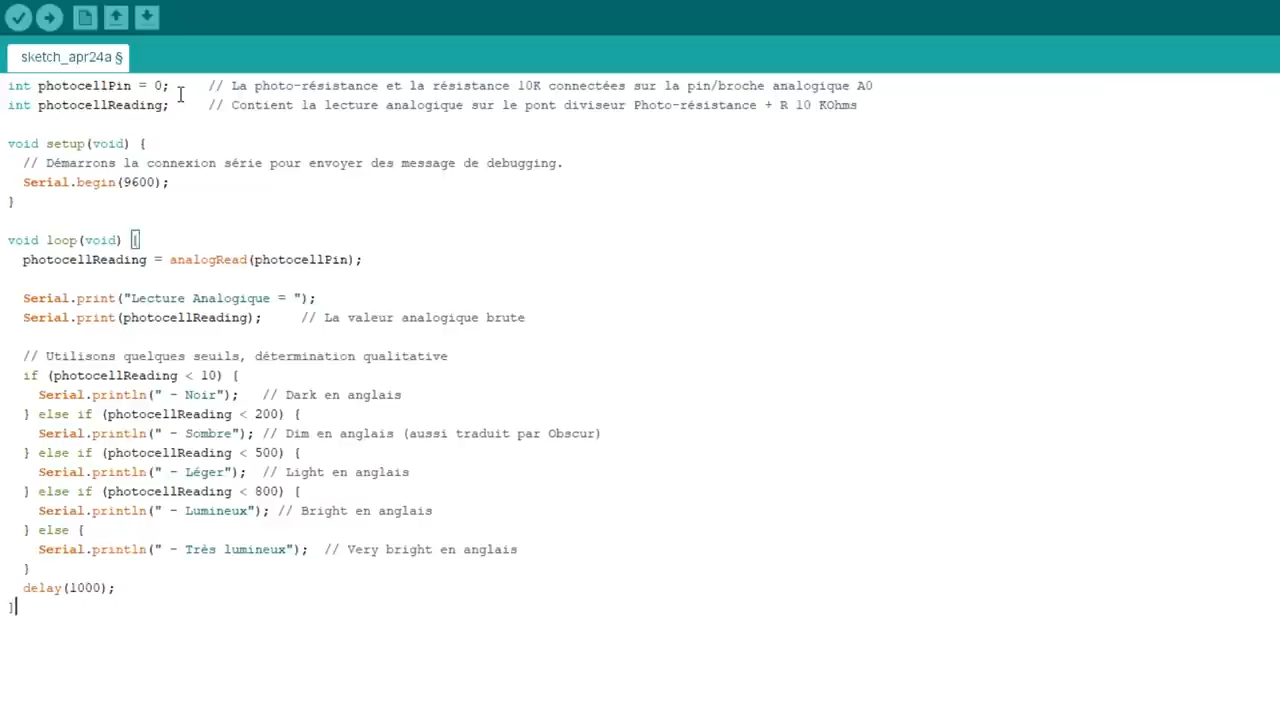 sketch_apr24a §
int photocellPin = 0;     // La photo-résistance et la résistance 10K connectées sur la pin/broche analogique A0
int photocellReading;     // Contient la lecture analogique sur le pont diviseur Photo-résistance + R 10 KOhms
void setup(void) {
  // Démarrons la connexion série pour envoyer des message de debugging.
  Serial.begin(9600);
}
void loop(void) {
  photocellReading = analogRead(photocellPin);
  Serial.print("Lecture Analogique = ");
  Serial.print(photocellReading);     // La valeur analogique brute
  // Utilisons quelques seuils, détermination qualitative
  if (photocellReading < 10) {
    Serial.println(" - Noir");   // Dark en anglais
  } else if (photocellReading < 200) {
    Serial.println(" - Sombre"); // Dim en anglais (aussi traduit par Obscur)
  } else if (photocellReading < 500) {
    Serial.println(" - Léger");  // Light en anglais
  } else if (photocellReading < 800) {
    Serial.println(" - Lumineux"); // Bright en anglais
  } else {
    Serial.println(" - Très lumineux");  // Very bright en anglais
  }
  delay(1000);
}